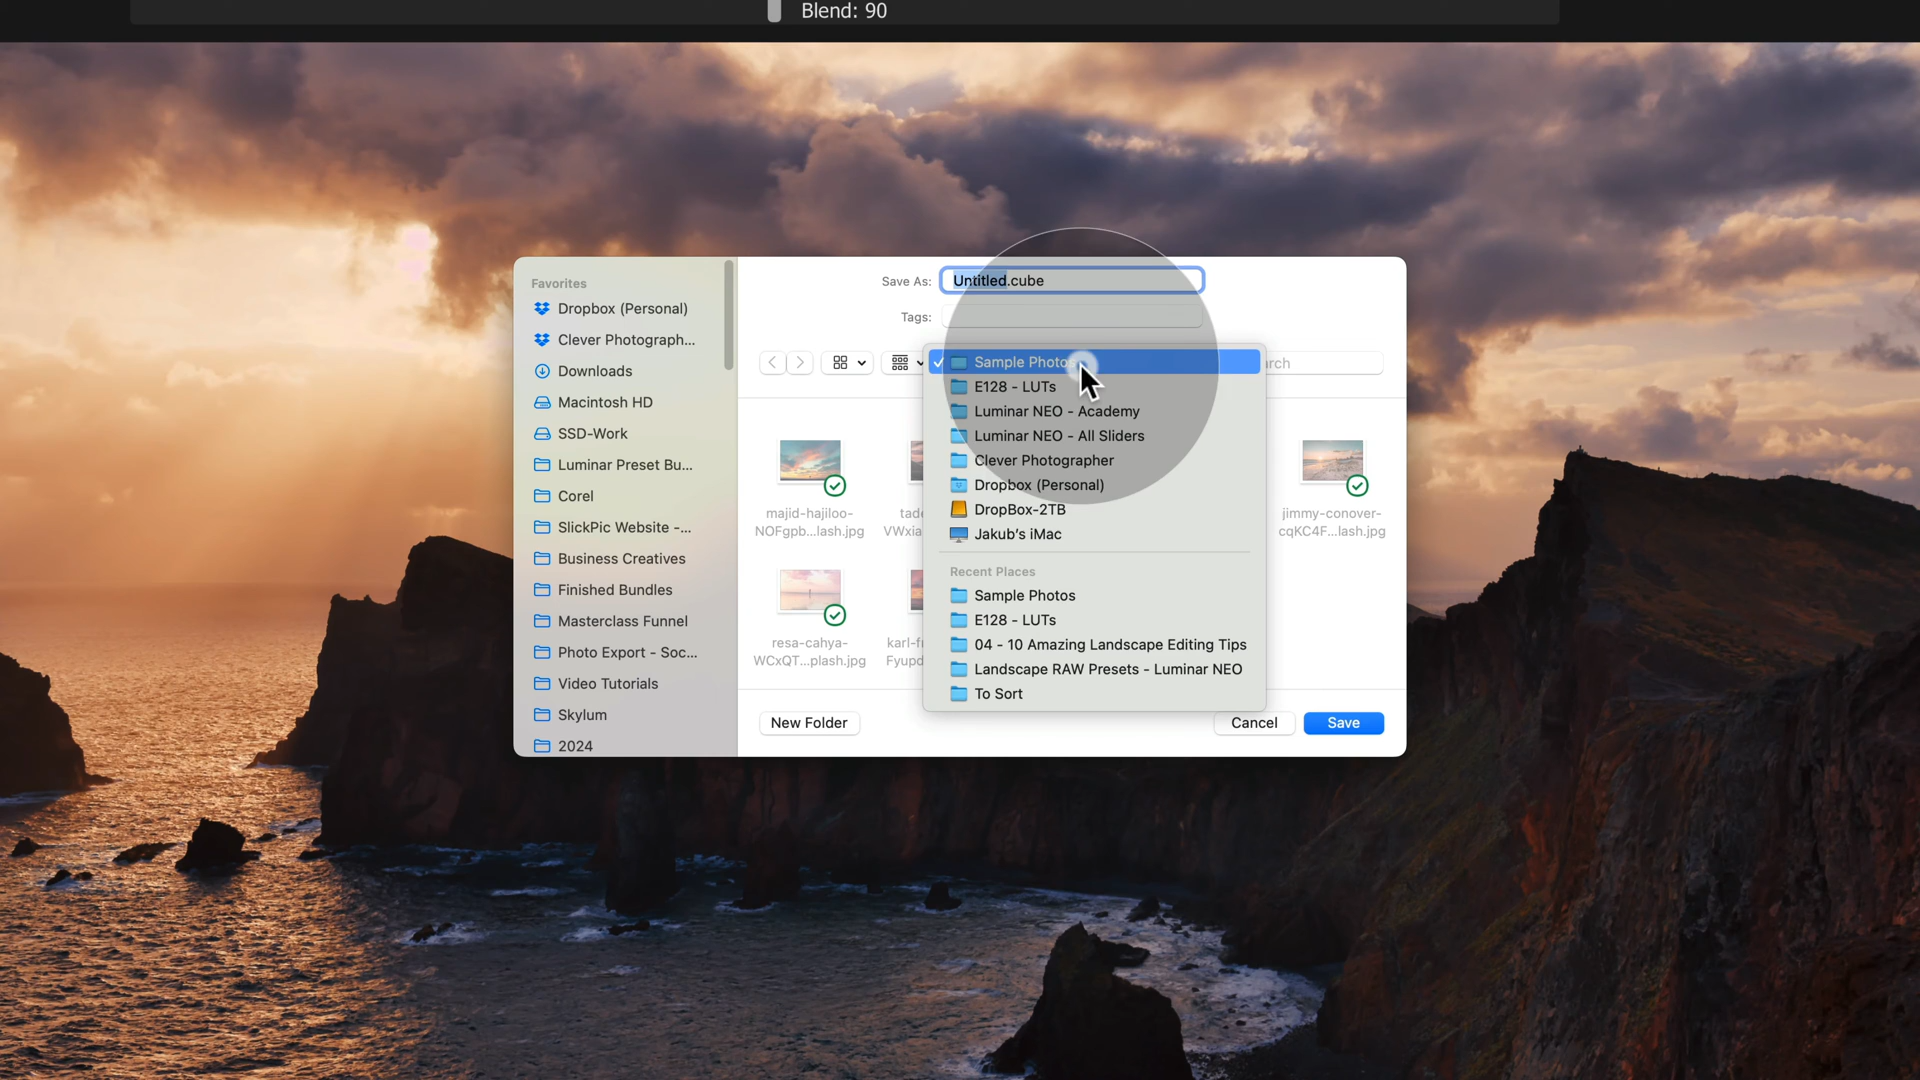 Blend: 90
Favorites
Dropbox (Personal)
Clever Photograph...
Downloads
Macintosh HD
SSD-Work
Luminar Preset Bu...
Corel
SlickPic Website -...
Business Creatives
Finished Bundles
Masterclass Funnel
Photo Export - Soc...
Video Tutorials
Skylum
2024
Save As: Untitled.cube
Tags:
Sample Photos
E128 - LUTs
Luminar NEO - Academy
Luminar NEO - All Sliders
Clever Photographer
Dropbox (Personal)
DropBox-2TB
Jakub's iMac
Recent Places
Sample Photos
E128 - LUTs
04 - 10 Amazing Landscape Editing Tips
Landscape RAW Presets - Luminar NEO
To Sort
majid-hajiloo-
NOFgpb...lash.jpg
jimmy-conover-
cqKC4F...lash.jpg
resa-cahya-
WCxQT...plash.jpg
New Folder
Cancel
Save